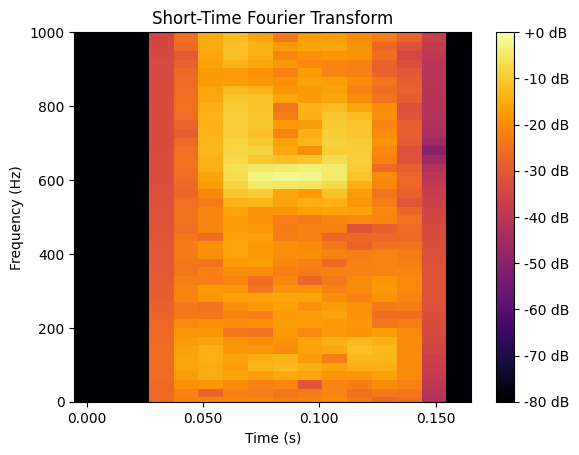 Short-Time Fourier Transform
1000
800
600
400
200
0
Frequency (Hz)
0.000
0.050
0.100
0.150
Time (s)
+0 dB
-10 dB
-20 dB
-30 dB
-40 dB
-50 dB
-60 dB
-70 dB
-80 dB